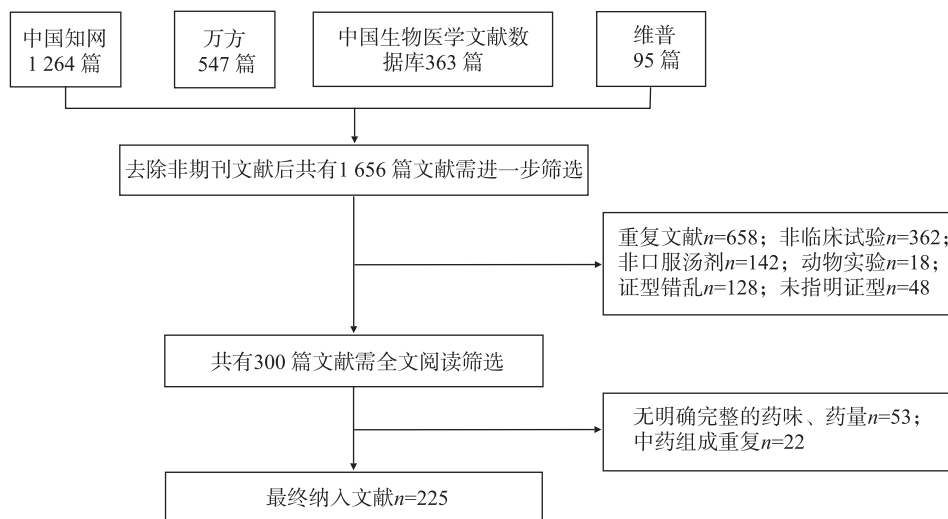 中国知网
1 264 篇
万方
547 篇
中国生物医学文献数
据库363 篇
维普
95 篇
去除非期刊文献后共有1 656 篇文献需进一步筛选
重复文献n=658；非临床试验n=362；
非口服汤剂n=142；动物实验n=18；
证型错乱n=128；未指明证型n=48
共有300 篇文献需全文阅读筛选
无明确完整的药味、药量n=53；
中药组成重复n=22
最终纳入文献n=225